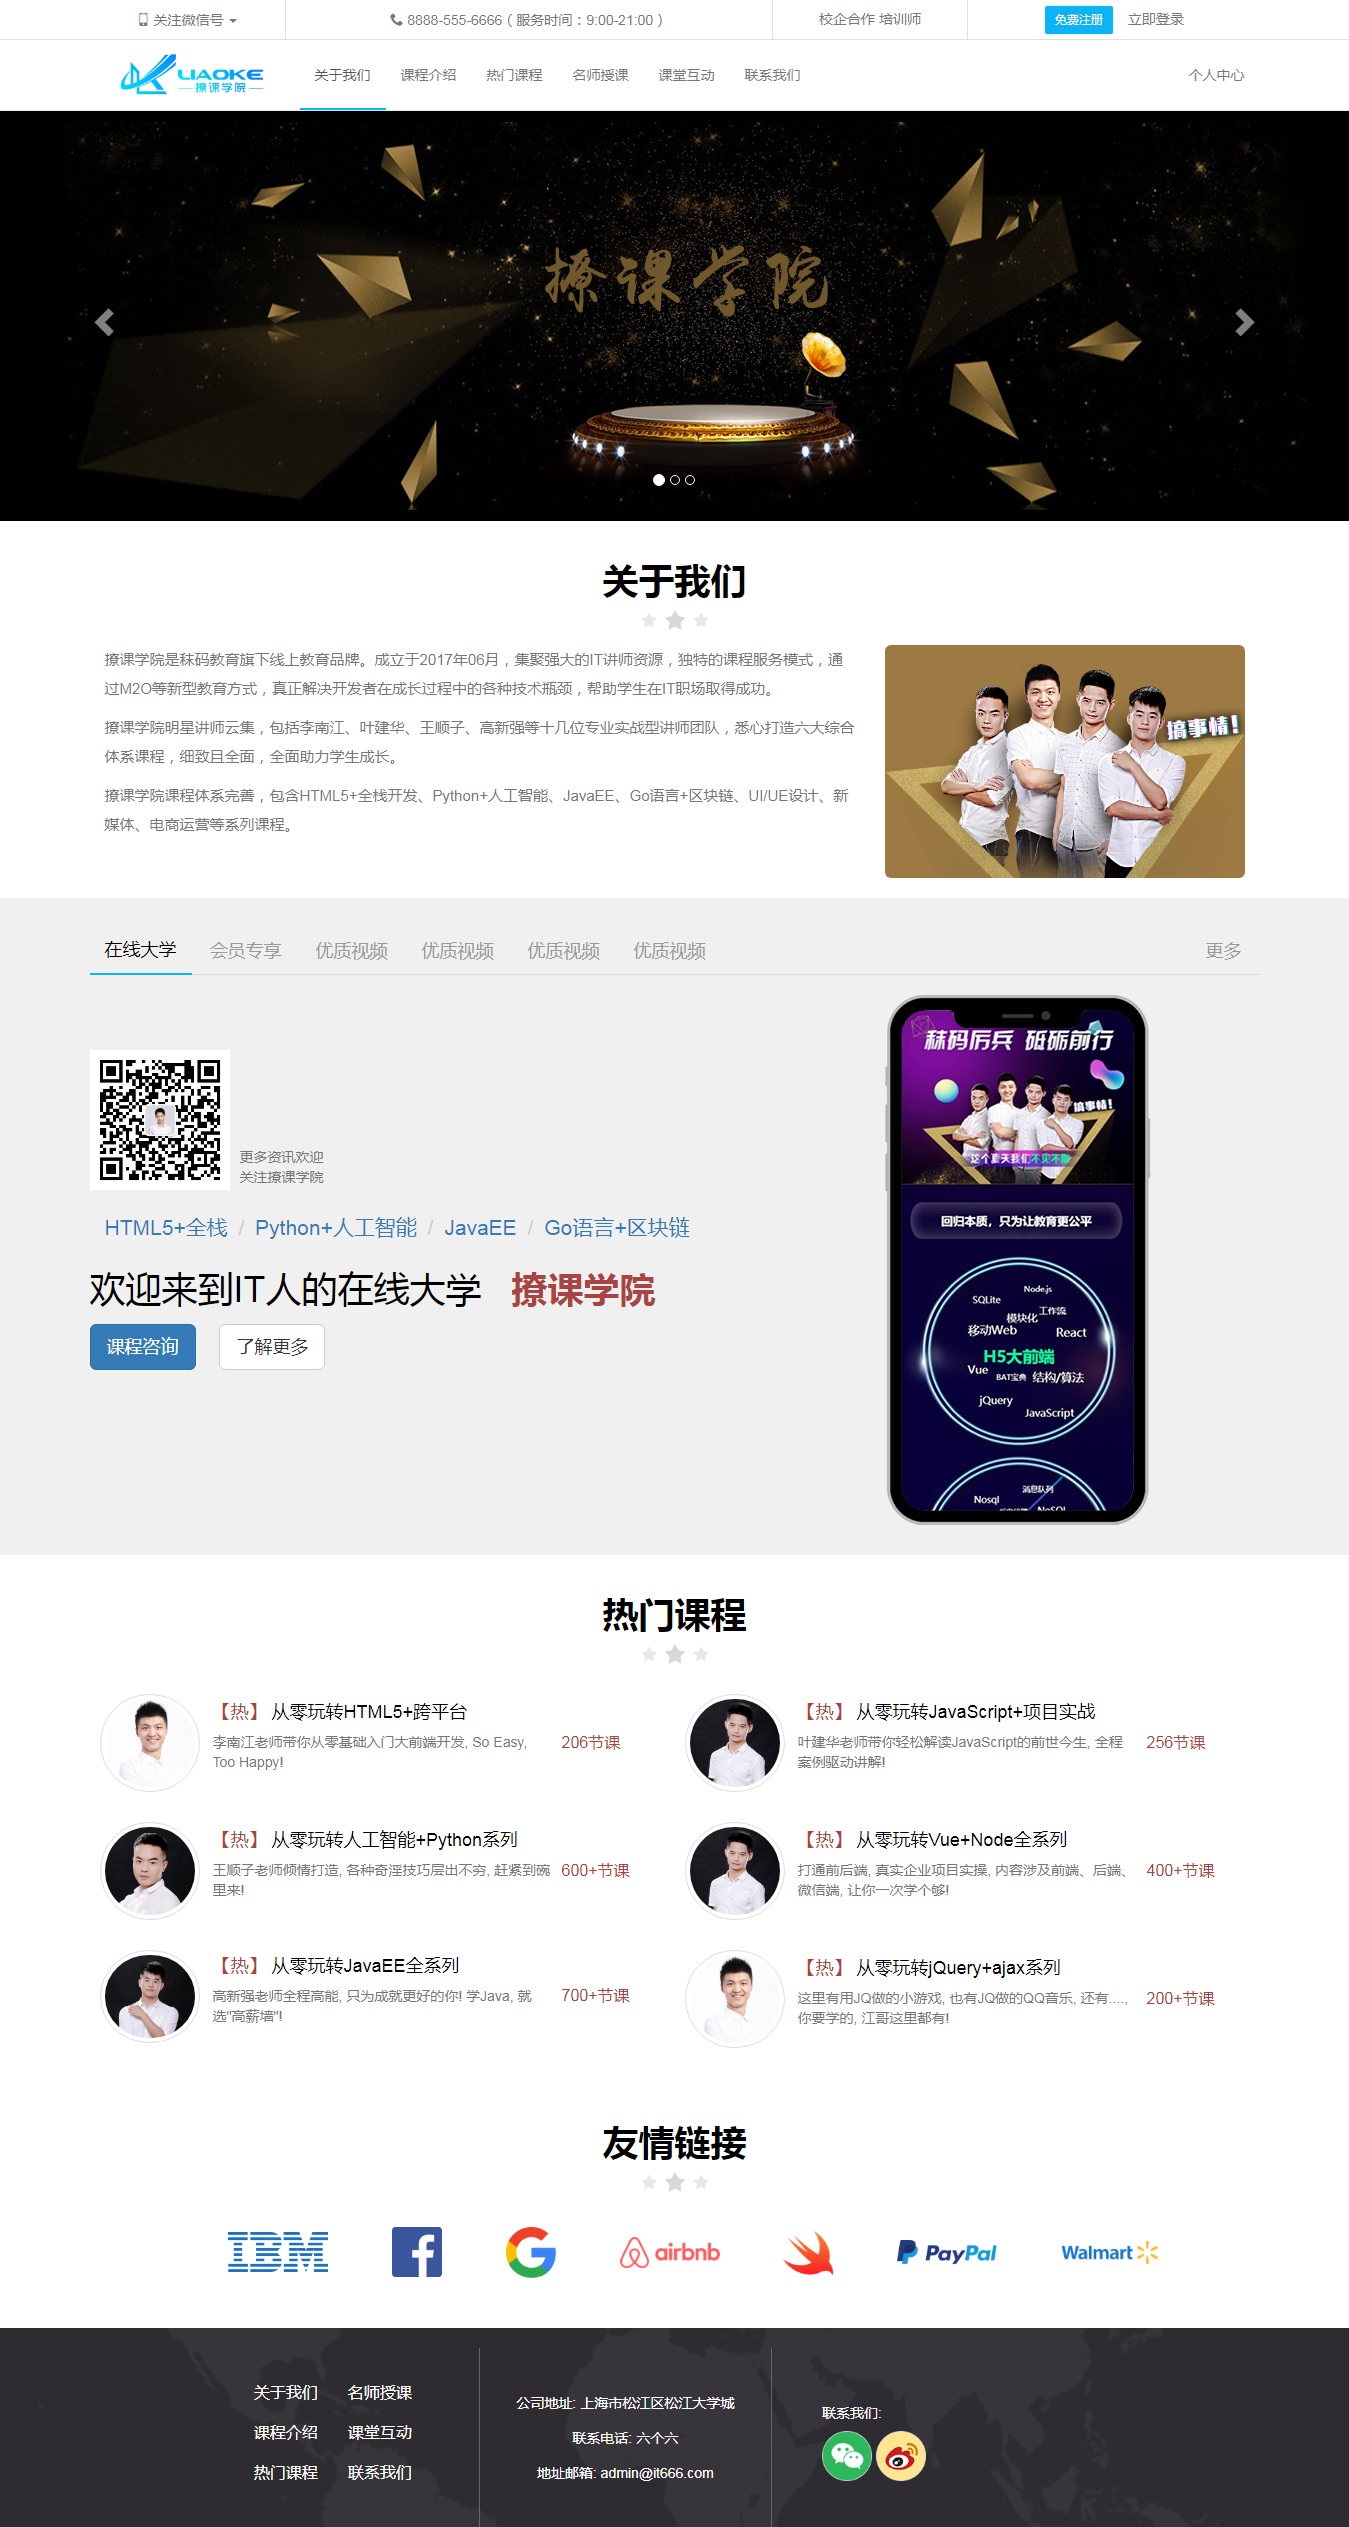 关注微信号
8888-555-6666（服务时间：9:00-21:00）
校企合作 培训师
免费注册
立即登录
LIAOKE
撩课学院
关于我们
课程介绍
热门课程
名师授课
课堂互动
联系我们
个人中心
撩课学院
关于我们
撩课学院是秣码教育旗下线上教育品牌。成立于2017年06月，集聚强大的IT讲师资源，独特的课程服务模式，通
过M2O等新型教育方式，真正解决开发者在成长过程中的各种技术瓶颈，帮助学生在IT职场取得成功。
撩课学院明星讲师云集，包括李南江、叶建华、王顺子、高新强等十几位专业实战型讲师团队，悉心打造六大综合
体系课程，细致且全面，全面助力学生成长。
撩课学院课程体系完善，包含HTML5+全栈开发、Python+人工智能、JavaEE、Go语言+区块链、UI/UE设计、新
媒体、电商运营等系列课程。
搞事情！
在线大学
会员专享
优质视频
优质视频
优质视频
优质视频
更多
更多资讯欢迎
关注撩课学院
HTML5+全栈 / Python+人工智能 / JavaEE / Go语言+区块链
欢迎来到IT人的在线大学 撩课学院
课程咨询
了解更多
秣码厉兵 砥砺前行
搞事情！
这个夏天我们不见不散
回归本质，只为让教育更公平
Node.js
SQLite
工作流
模块化
移动Web
React
H5大前端
Vue
BAT宝典
结构/算法
jQuery
JavaScript
消息队列
Nosql
NoSQL
热门课程
【热】 从零玩转HTML5+跨平台
李南江老师带你从零基础入门大前端开发, So Easy,
Too Happy!
206节课
【热】 从零玩转JavaScript+项目实战
叶建华老师带你轻松解读JavaScript的前世今生, 全程
案例驱动讲解!
256节课
【热】 从零玩转人工智能+Python系列
王顺子老师倾情打造, 各种奇淫技巧层出不穷, 赶紧到碗
里来!
600+节课
【热】 从零玩转Vue+Node全系列
打通前后端, 真实企业项目实操, 内容涉及前端、后端、
微信端, 让你一次学个够!
400+节课
【热】 从零玩转JavaEE全系列
高新强老师全程高能, 只为成就更好的你! 学Java, 就
选"高薪墙"!
700+节课
【热】 从零玩转jQuery+ajax系列
这里有用JQ做的小游戏, 也有JQ做的QQ音乐, 还有....,
你要学的, 江哥这里都有!
200+节课
友情链接
IBM
airbnb
PayPal
Walmart
关于我们
名师授课
课程介绍
课堂互动
热门课程
联系我们
公司地址: 上海市松江区松江大学城
联系电话: 六个六
地址邮箱: admin@it666.com
联系我们: